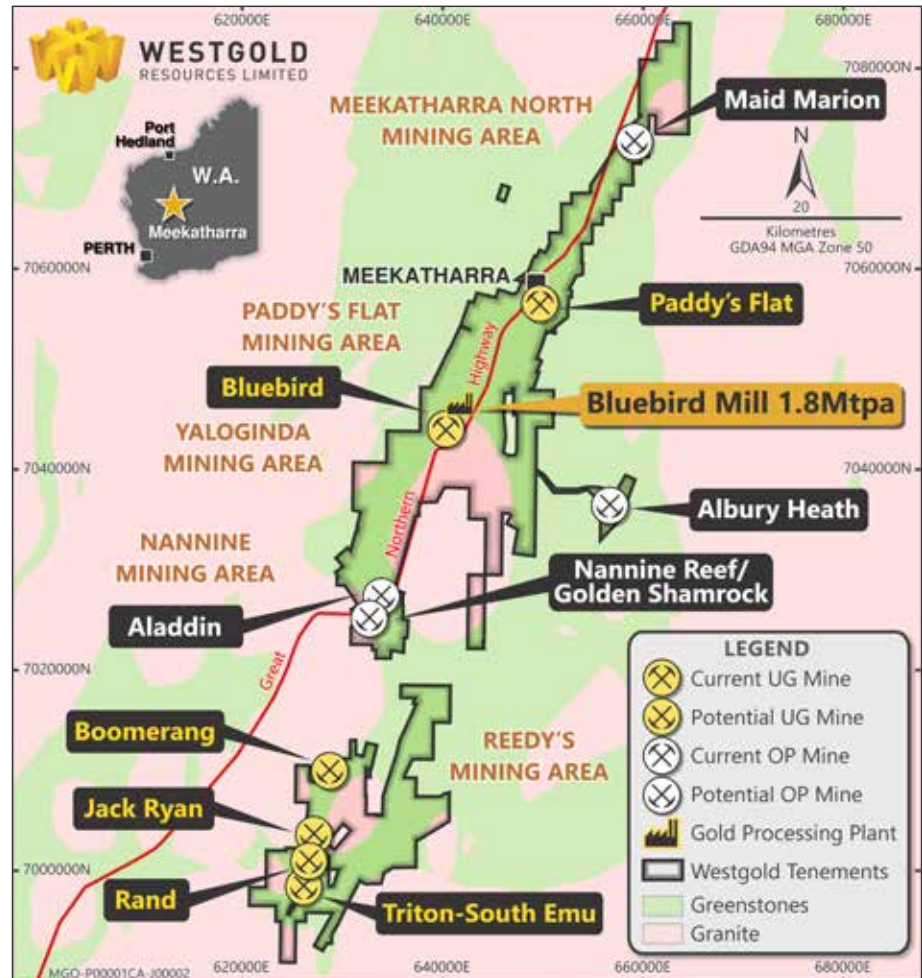 620000E
640000E
660000E
680000E
WESTGOLD
RESOURCES LIMITED
7080000N
7080000N
MEEKATHARRA NORTH
MINING AREA
Maid Marion
Port
Hedland
W.A.
Meekatharra
PERTH
N
20
Kilometres
GDA94 MGA Zone 50
7060000N
7060000N
MEEKATHARRA
PADDY'S FLAT
MINING AREA
Paddy's Flat
Highway
Bluebird
Bluebird Mill 1.8Mtpa
YALOGINDA
MINING AREA
7040000N
7040000N
Albury Heath
NANNINE
MINING AREA
Northern
Nannine Reef/
Golden Shamrock
Aladdin
Great
7020000N
LEGEND
Current UG Mine
Potential UG Mine
Current OP Mine
Potential OP Mine
Gold Processing Plant
Westgold Tenements
Greenstones
Granite
Boomerang
REEDY'S
MINING AREA
Jack Ryan
7000000N
Rand
Triton-South Emu
MGO-P00001CA-J00002
620000E
640000E
660000E
680000E